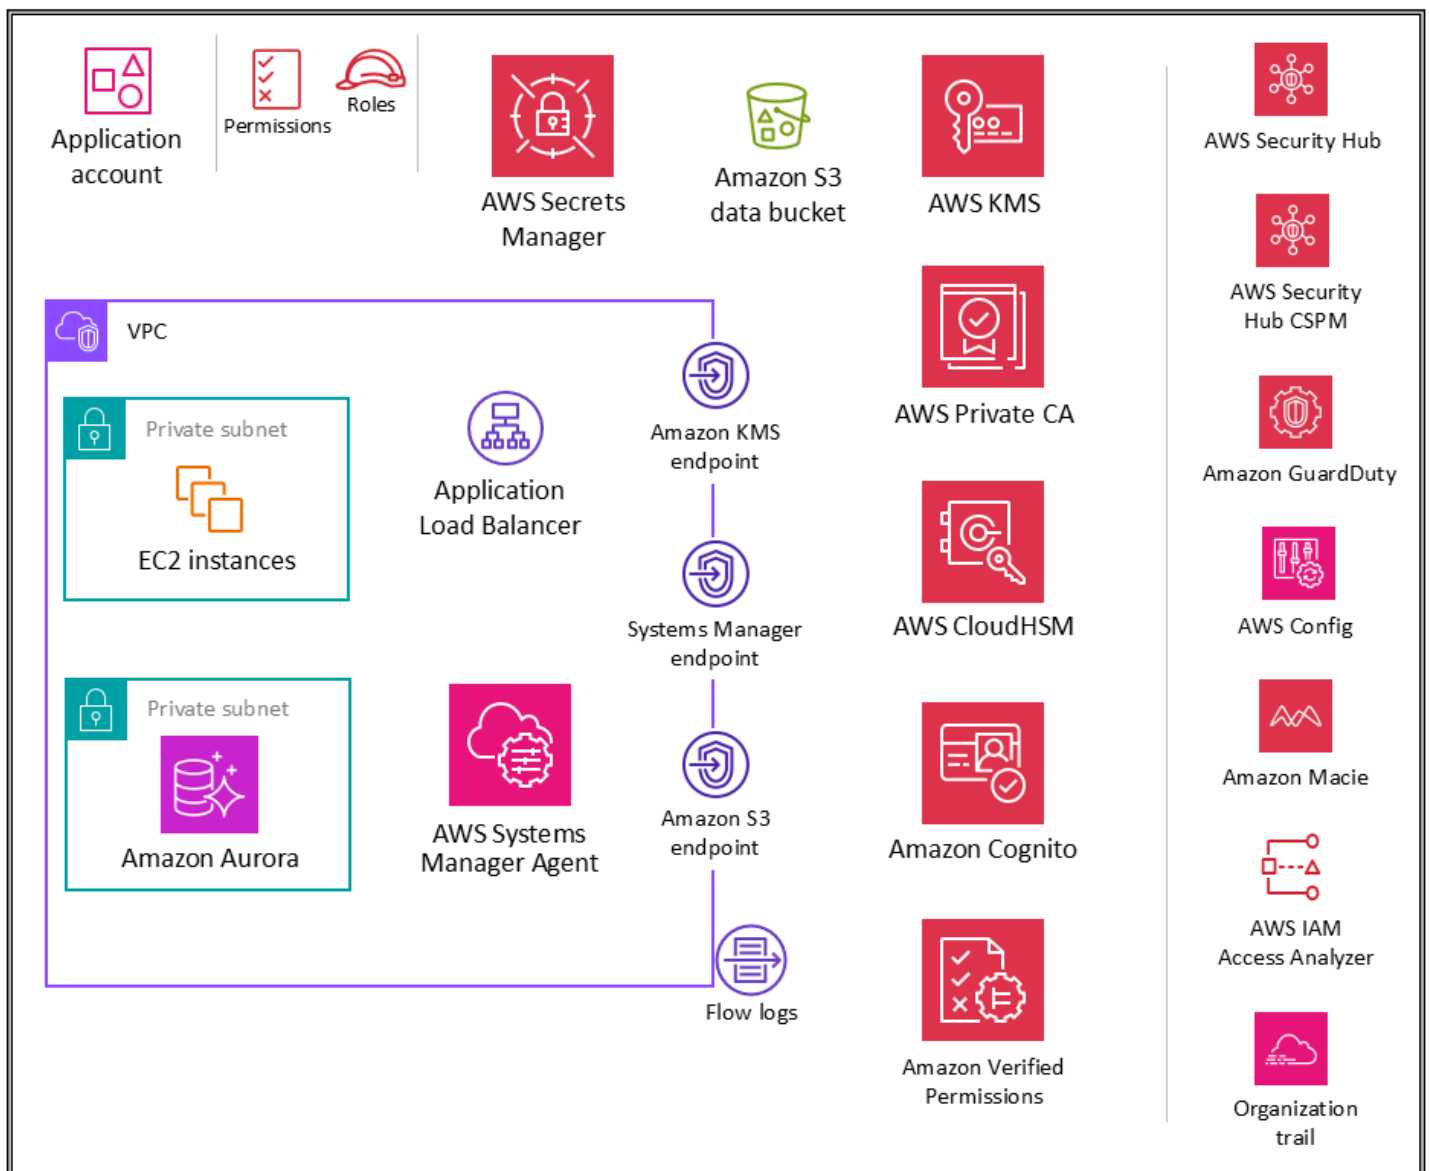 Application
account
Permissions
Roles
AWS Secrets
Manager
Amazon S3
data bucket
AWS KMS
AWS Security Hub
AWS Security
Hub CSPM
VPC
Private subnet
EC2 instances
Application
Load Balancer
Amazon KMS
endpoint
AWS Private CA
Amazon GuardDuty
Systems Manager
endpoint
AWS CloudHSM
AWS Config
Private subnet
Amazon Aurora
AWS Systems
Manager Agent
Amazon S3
endpoint
Amazon Cognito
Amazon Macie
AWS IAM
Access Analyzer
Flow logs
Amazon Verified
Permissions
Organization
trail